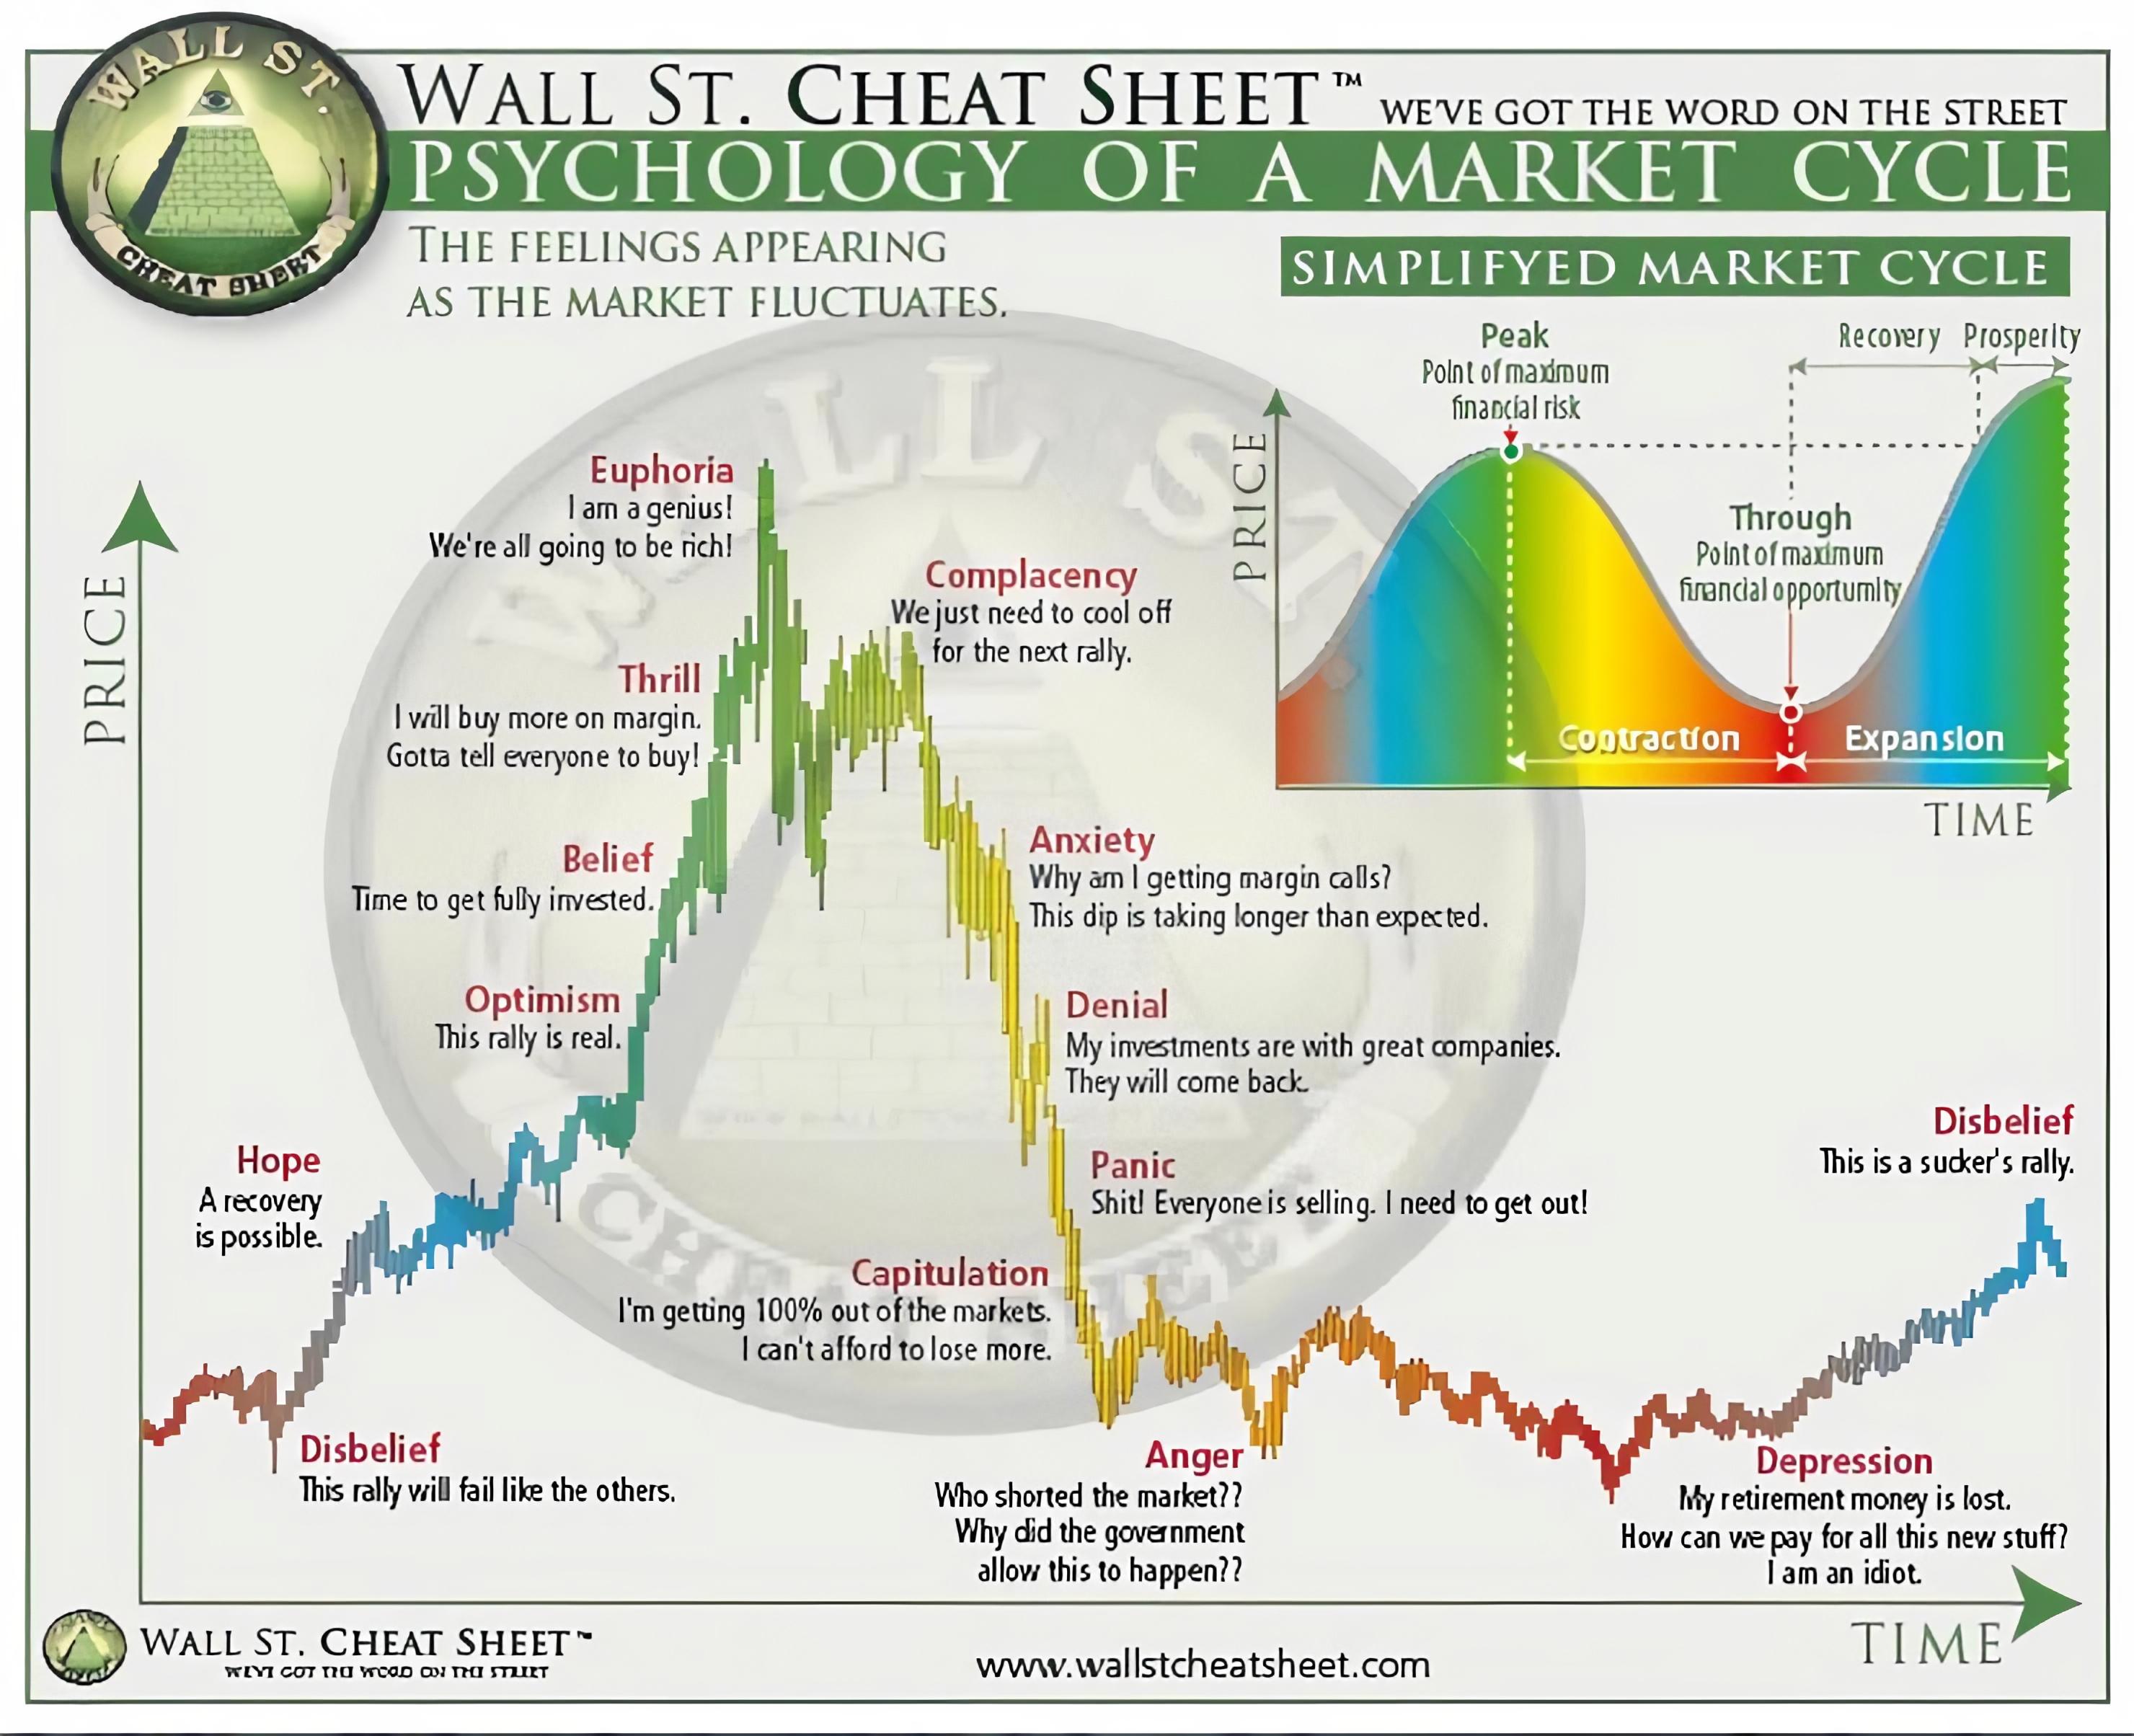 WALL ST.
CHEAT SHEET
WALL ST. CHEAT SHEET™ WE'VE GOT THE WORD ON THE STREET
PSYCHOLOGY OF A MARKET CYCLE
THE FEELINGS APPEARING
AS THE MARKET FLUCTUATES.
SIMPLIFYED MARKET CYCLE
Peak
Point of maximum
financial risk
Recovery
Prosperity
PRICE
Through
Point of maximum
financial opportumity
Contraction
Expansion
TIME
PRICE
Euphoria
I am a genius!
We're all going to be rich!
Complacency
We just need to cool off
for the next rally.
Thrill
I will buy more on margin.
Gotta tell everyone to buy!
Belief
Time to get fully invested.
Anxiety
Why am I getting margin calls?
This dip is taking longer than expected.
Optimism
This rally is real.
Denial
My investments are with great companies.
They will come back.
Hope
A recovery
is possible.
Panic
Shit! Everyone is selling. I need to get out!
Disbelief
This is a sucker's rally.
Capitulation
I'm getting 100% out of the markets.
I can't afford to lose more.
Disbelief
This rally will fail like the others.
Anger
Who shorted the market??
Why did the government
allow this to happen??
Depression
My retirement money is lost.
How can we pay for all this new stuff?
I am an idiot.
TIME
WALL ST. CHEAT SHEET™
WE'VE GOT THE WORD ON THE STREET
www.wallstcheatsheet.com
WALL ST.
CHEAT SHEET